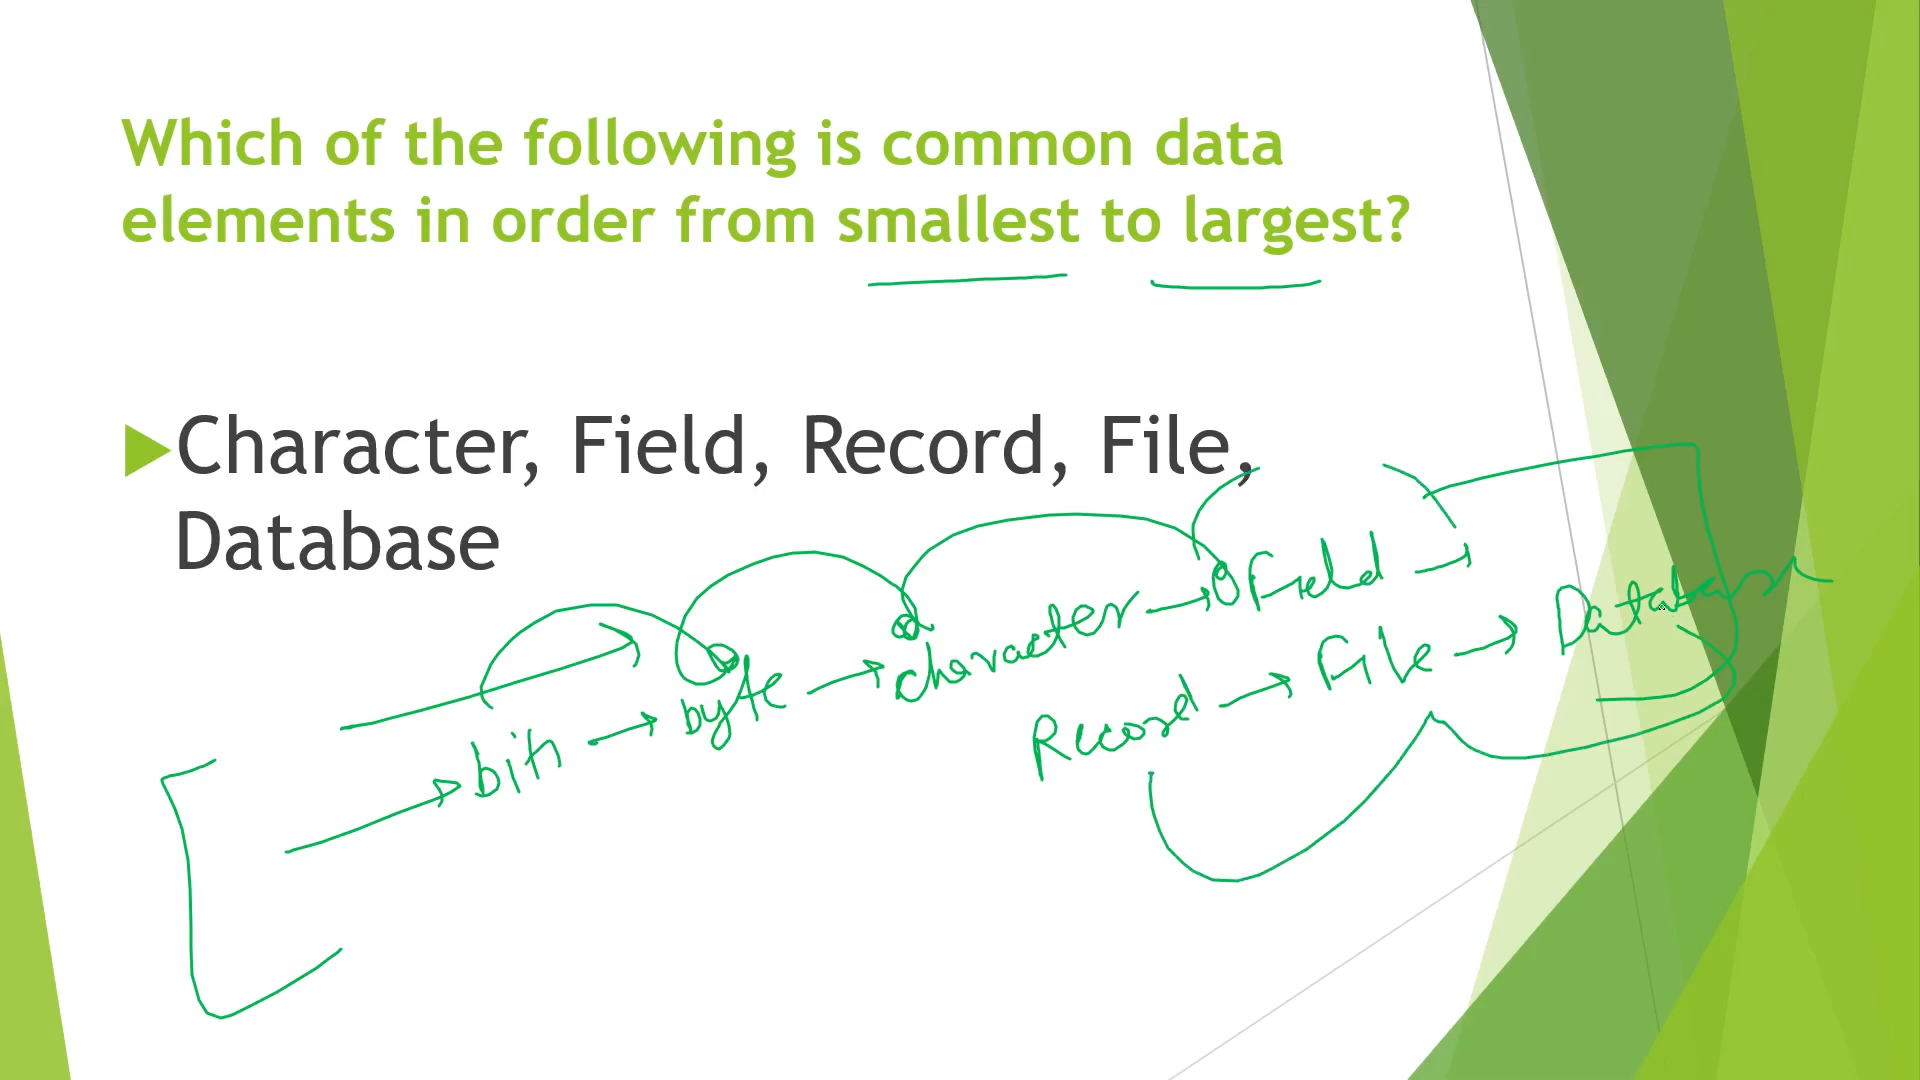 Which of the following is common data
elements in order from smallest to largest?
Character, Field, Record, File,
Database
bit → byte → character → Field →
Record → File → Database